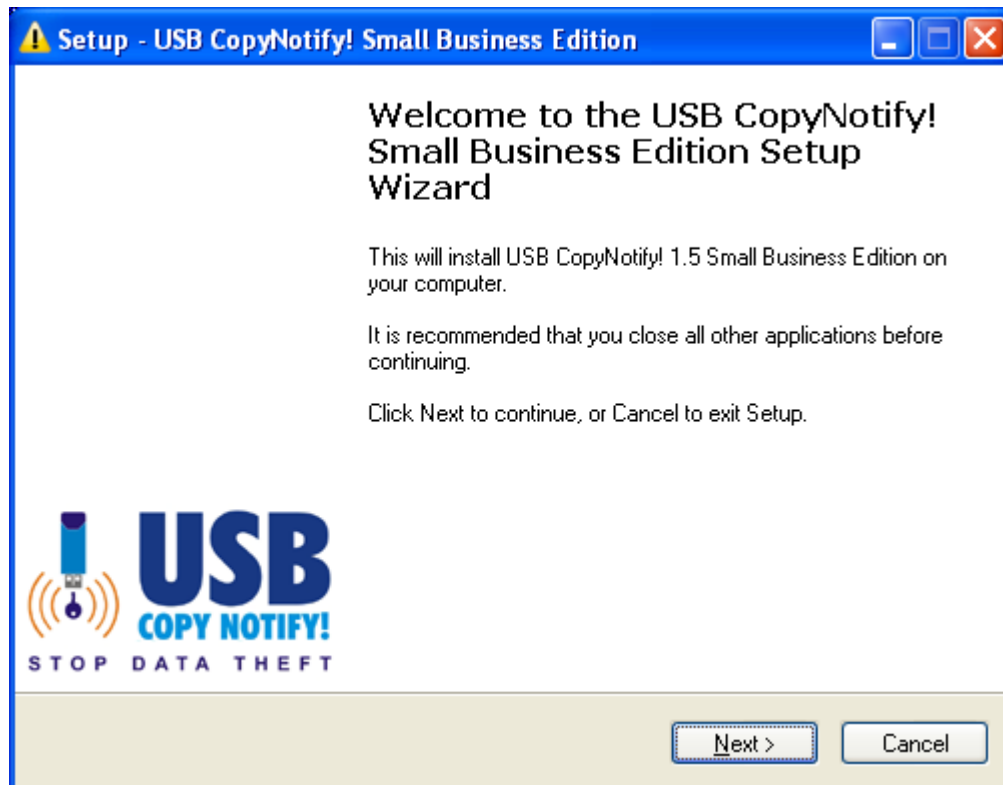 Setup - USB CopyNotify! Small Business Edition
Welcome to the USB CopyNotify!
Small Business Edition Setup
Wizard
This will install USB CopyNotify! 1.5 Small Business Edition on
your computer.
It is recommended that you close all other applications before
continuing.
Click Next to continue, or Cancel to exit Setup.
USB
COPY NOTIFY!
STOP DATA THEFT
Next >
Cancel